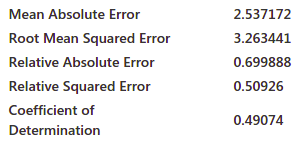 Mean Absolute Error 2.537172
Root Mean Squared Error 3.263441
Relative Absolute Error 0.699888
Relative Squared Error 0.50926
Coefficient of
Determination 0.49074